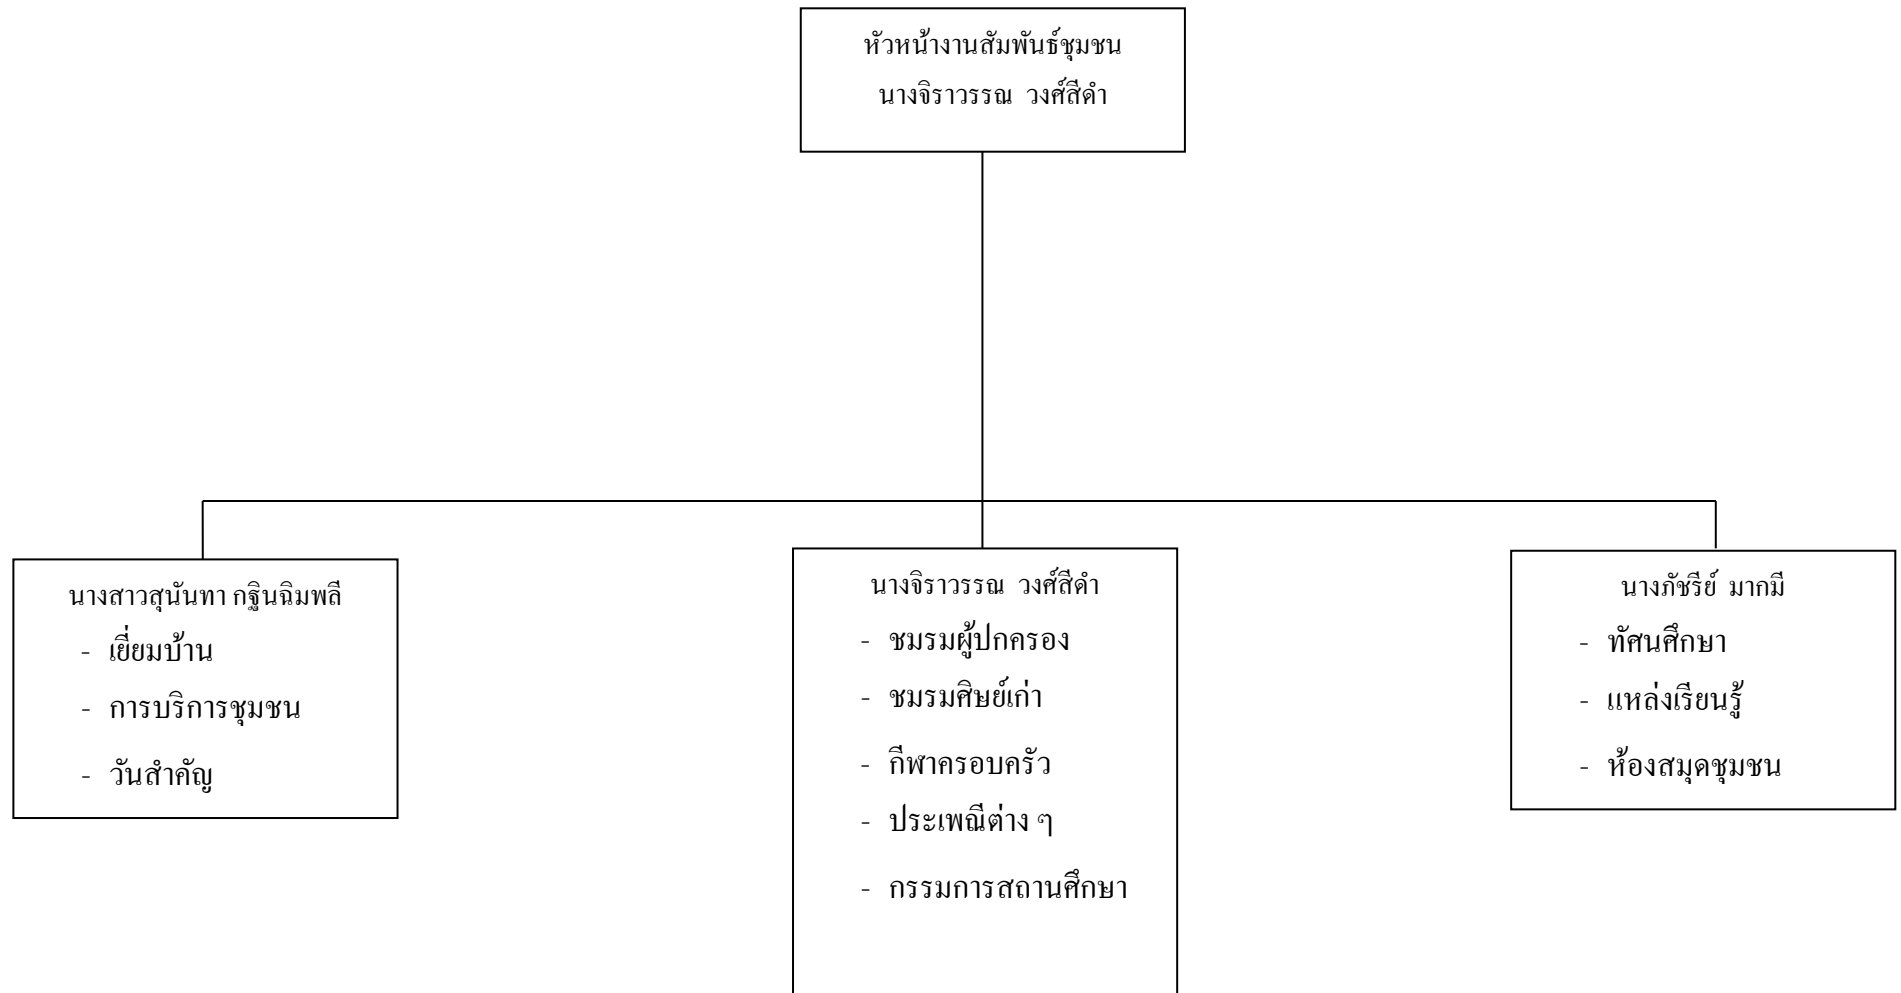 หัวหน้างานสัมพันธ์ชุมชน
นางจิราวรรณ วงศ์สีดำ
นางสาวสุนันทา กฐินฉิมพลี
- เยี่ยมบ้าน
- การบริการชุมชน
- วันสำคัญ
นางจิราวรรณ วงศ์สีดำ
- ชมรมผู้ปกครอง
- ชมรมศิษย์เก่า
- กีฬาครอบครัว
- ประเพณีต่าง ๆ
- กรรมการสถานศึกษา
นางภัชรีย์ มากมี
- ทัศนศึกษา
- แหล่งเรียนรู้
- ห้องสมุดชุมชน